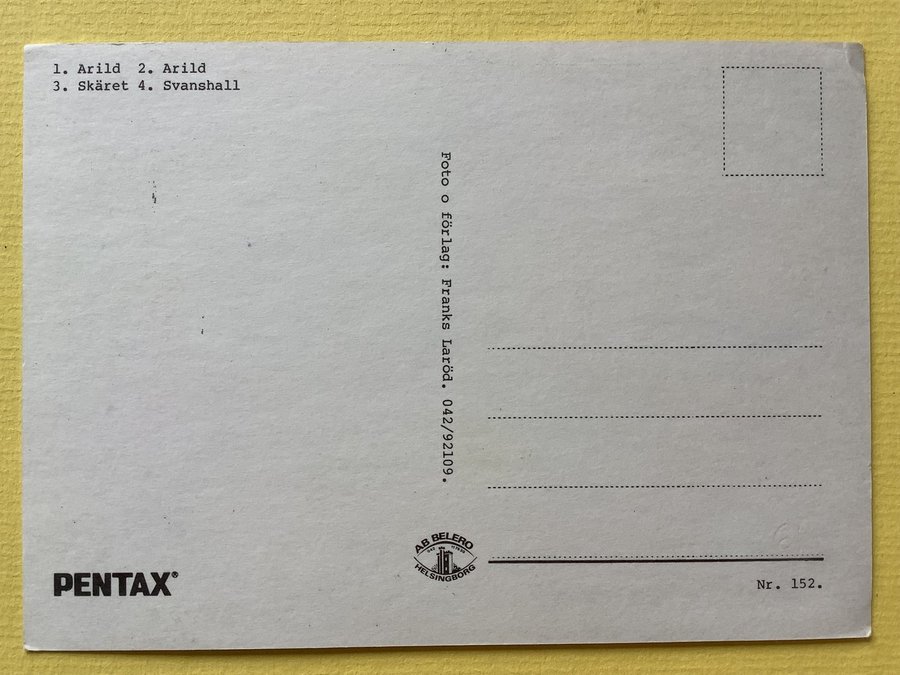 1. Arild 2. Arild
3. Skäret 4. Svanshall
Foto o förlag: Franks Laröd. 042/92109.
AB BELERO
HELSINGBORG
PENTAX®
Nr. 152.